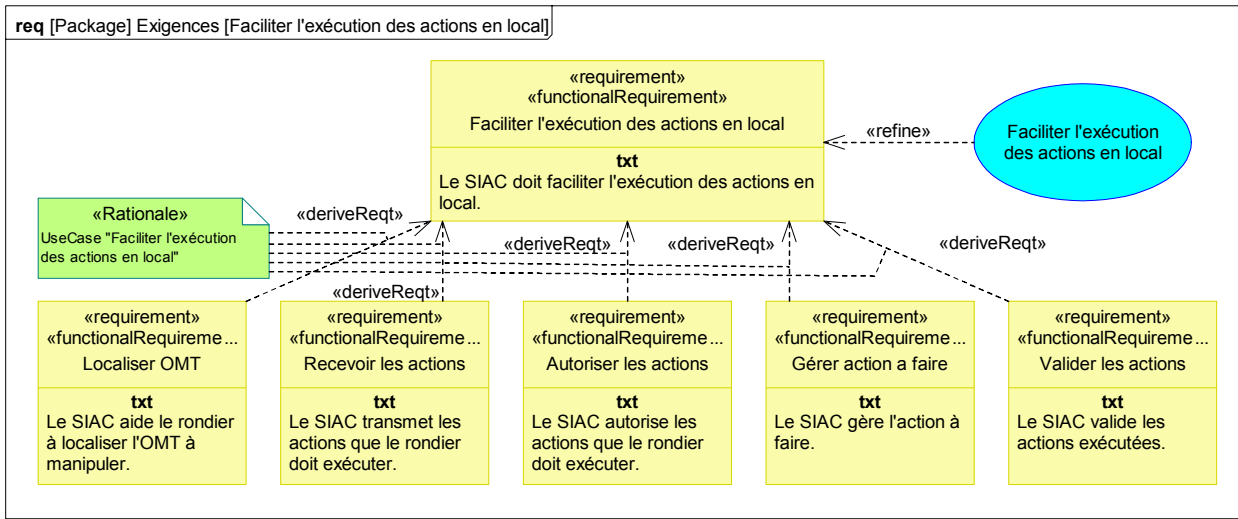 req [Package] Exigences [Faciliter l'exécution des actions en local]
«requirement»
«functionalRequirement»
Faciliter l'exécution des actions en local
txt
Le SIAC doit faciliter l'exécution des actions en
local.
«refine»
Faciliter l'exécution
des actions en local
«Rationale»
UseCase "Faciliter l'exécution
des actions en local"
«deriveReqt»
«deriveReqt»
«deriveReqt»
«deriveReqt»
«deriveReqt»
«requirement»
«functionalRequireme...
Localiser OMT
txt
Le SIAC aide le rondier
à localiser l'OMT à
manipuler.
«requirement»
«functionalRequireme...
Recevoir les actions
txt
Le SIAC transmet les
actions que le rondier
doit exécuter.
«requirement»
«functionalRequireme...
Autoriser les actions
txt
Le SIAC autorise les
actions que le rondier
doit exécuter.
«requirement»
«functionalRequireme...
Gérer action a faire
txt
Le SIAC gère l'action à
faire.
«requirement»
«functionalRequireme...
Valider les actions
txt
Le SIAC valide les
actions exécutées.